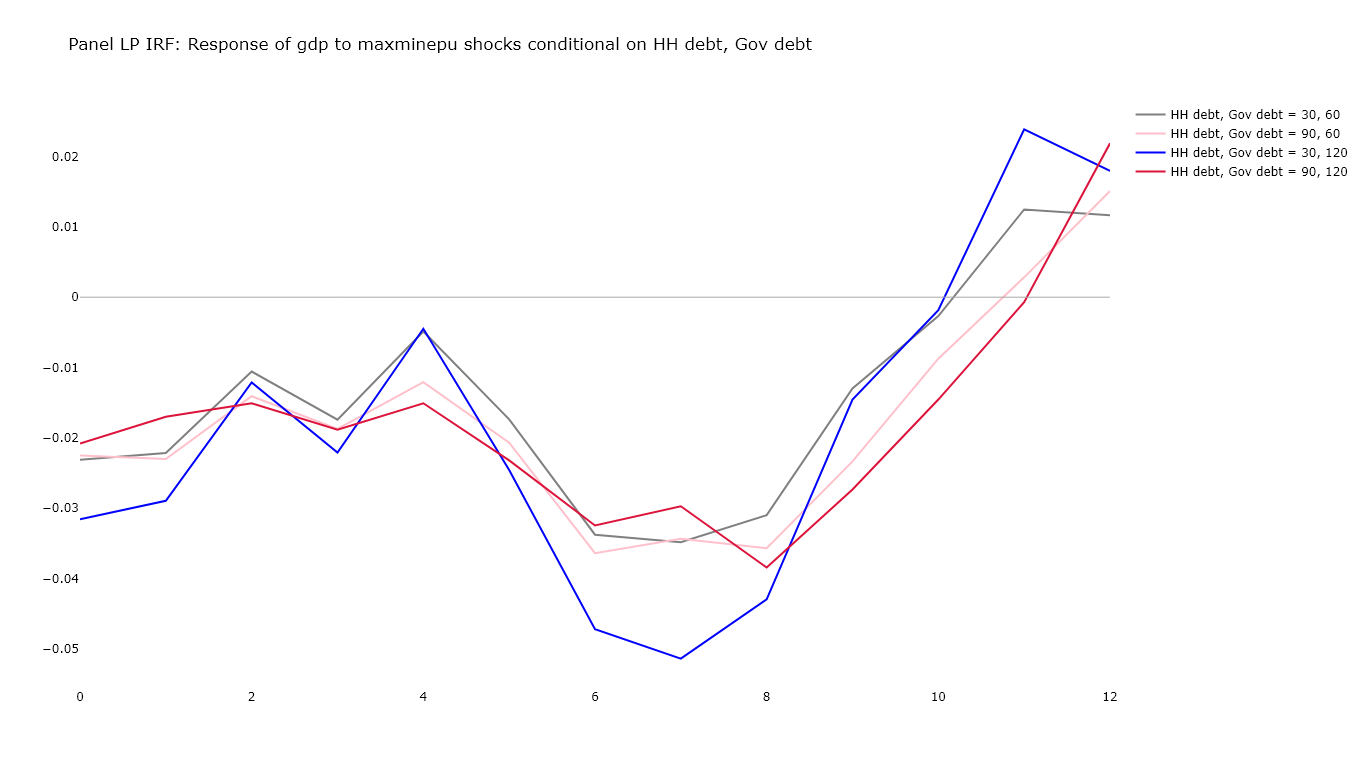 Panel LP IRF: Response of gdp to maxminepu shocks conditional on HH debt, Gov debt
HH debt, Gov debt = 30, 60
HH debt, Gov debt = 90, 60
HH debt, Gov debt = 30, 120
HH debt, Gov debt = 90, 120
0.02
0.01
0
−0.01
−0.02
−0.03
−0.04
−0.05
0 2 4 6 8 10 12